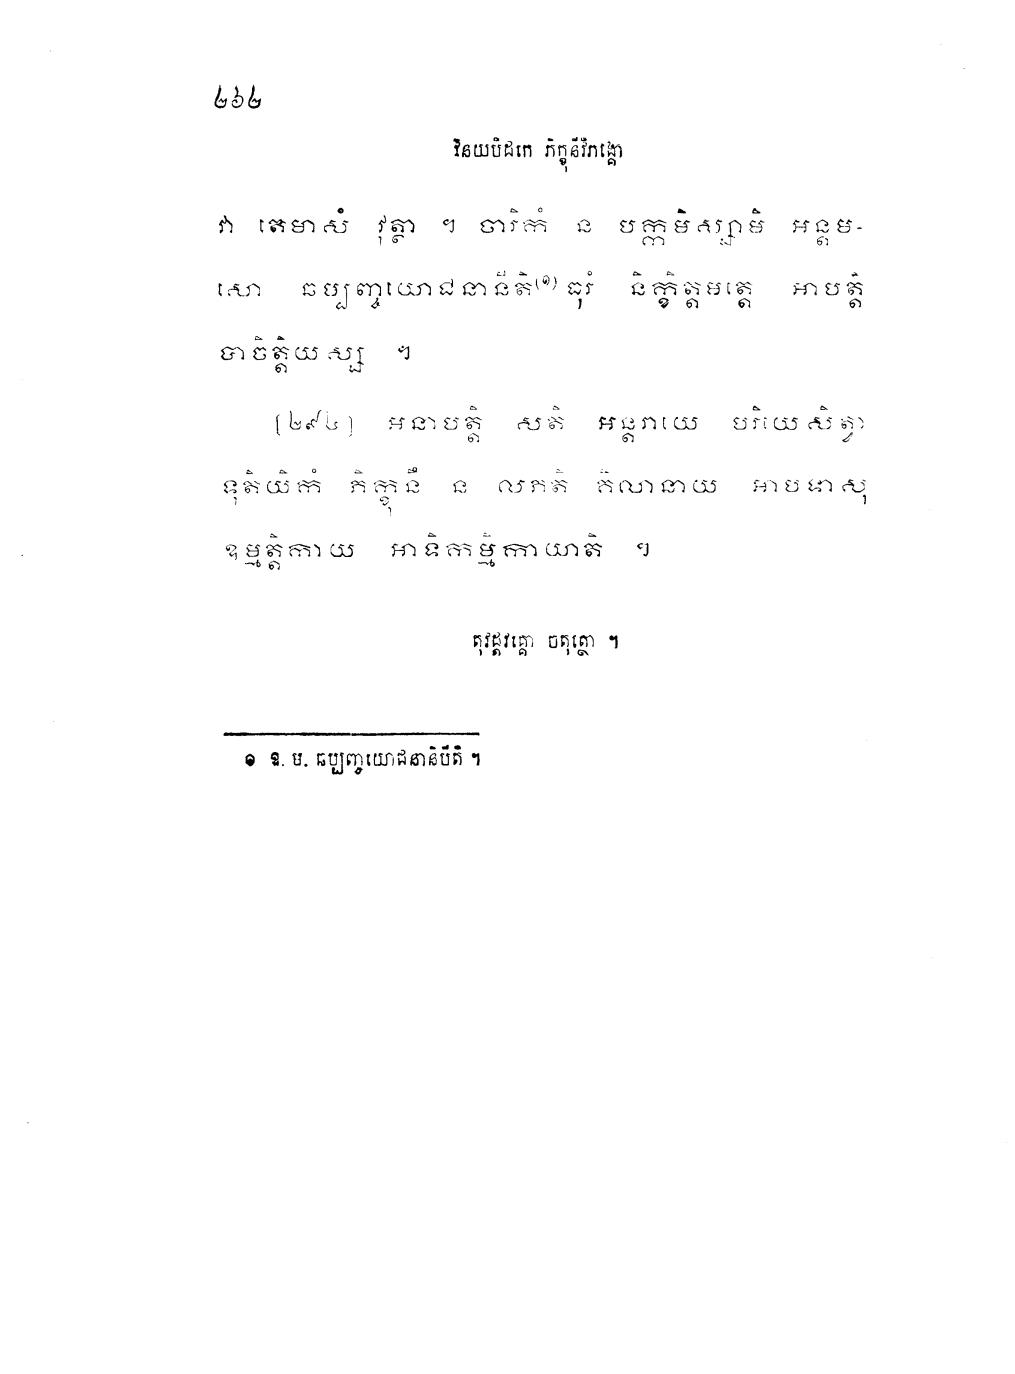 ២៦២
វិនយបិដកេ ភិក្ខុនីវិភង្គោ
វា តេមាសំ វុត្ថា ។ ចារិកំ ន បក្កមិស្សាមិ អន្តម-
សោ ឆប្បញ្ចយោជនានីតិ(១)ធុរំ និក្ខិត្តមត្តេ អាបត្តិ
បាចិត្តិយស្ស ។
[២៩៤] អនាបត្តិ សតិ អន្តរាយេ បរិយេសិត្វា
ទុតិយិកំ ភិក្ខុនឹ ន លភតិ គិលានាយ អាបទាសុ
ឧម្មត្តិកាយ អាទិកម្មិកាយាតិ ។
តុវដ្ដវគ្គោ ចតុត្ថោ ។
១ ឧ. ម. ឆប្បញ្ចយោជនានិបីតិ ។